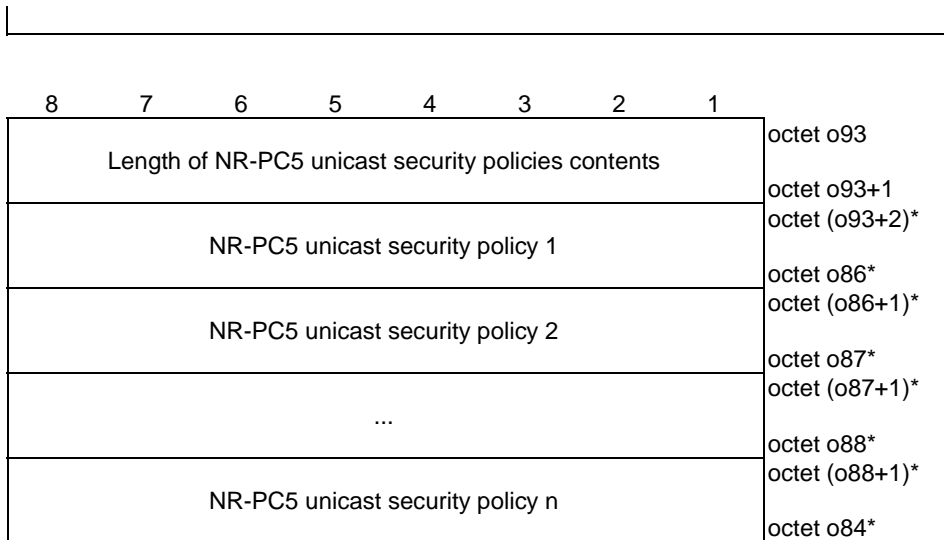 8 7 6 5 4 3 2 1
octet o93
Length of NR-PC5 unicast security policies contents
octet o93+1
octet (o93+2)*
NR-PC5 unicast security policy 1
octet o86*
octet (o86+1)*
NR-PC5 unicast security policy 2
octet o87*
octet (o87+1)*
...
octet o88*
octet (o88+1)*
NR-PC5 unicast security policy n
octet o84*